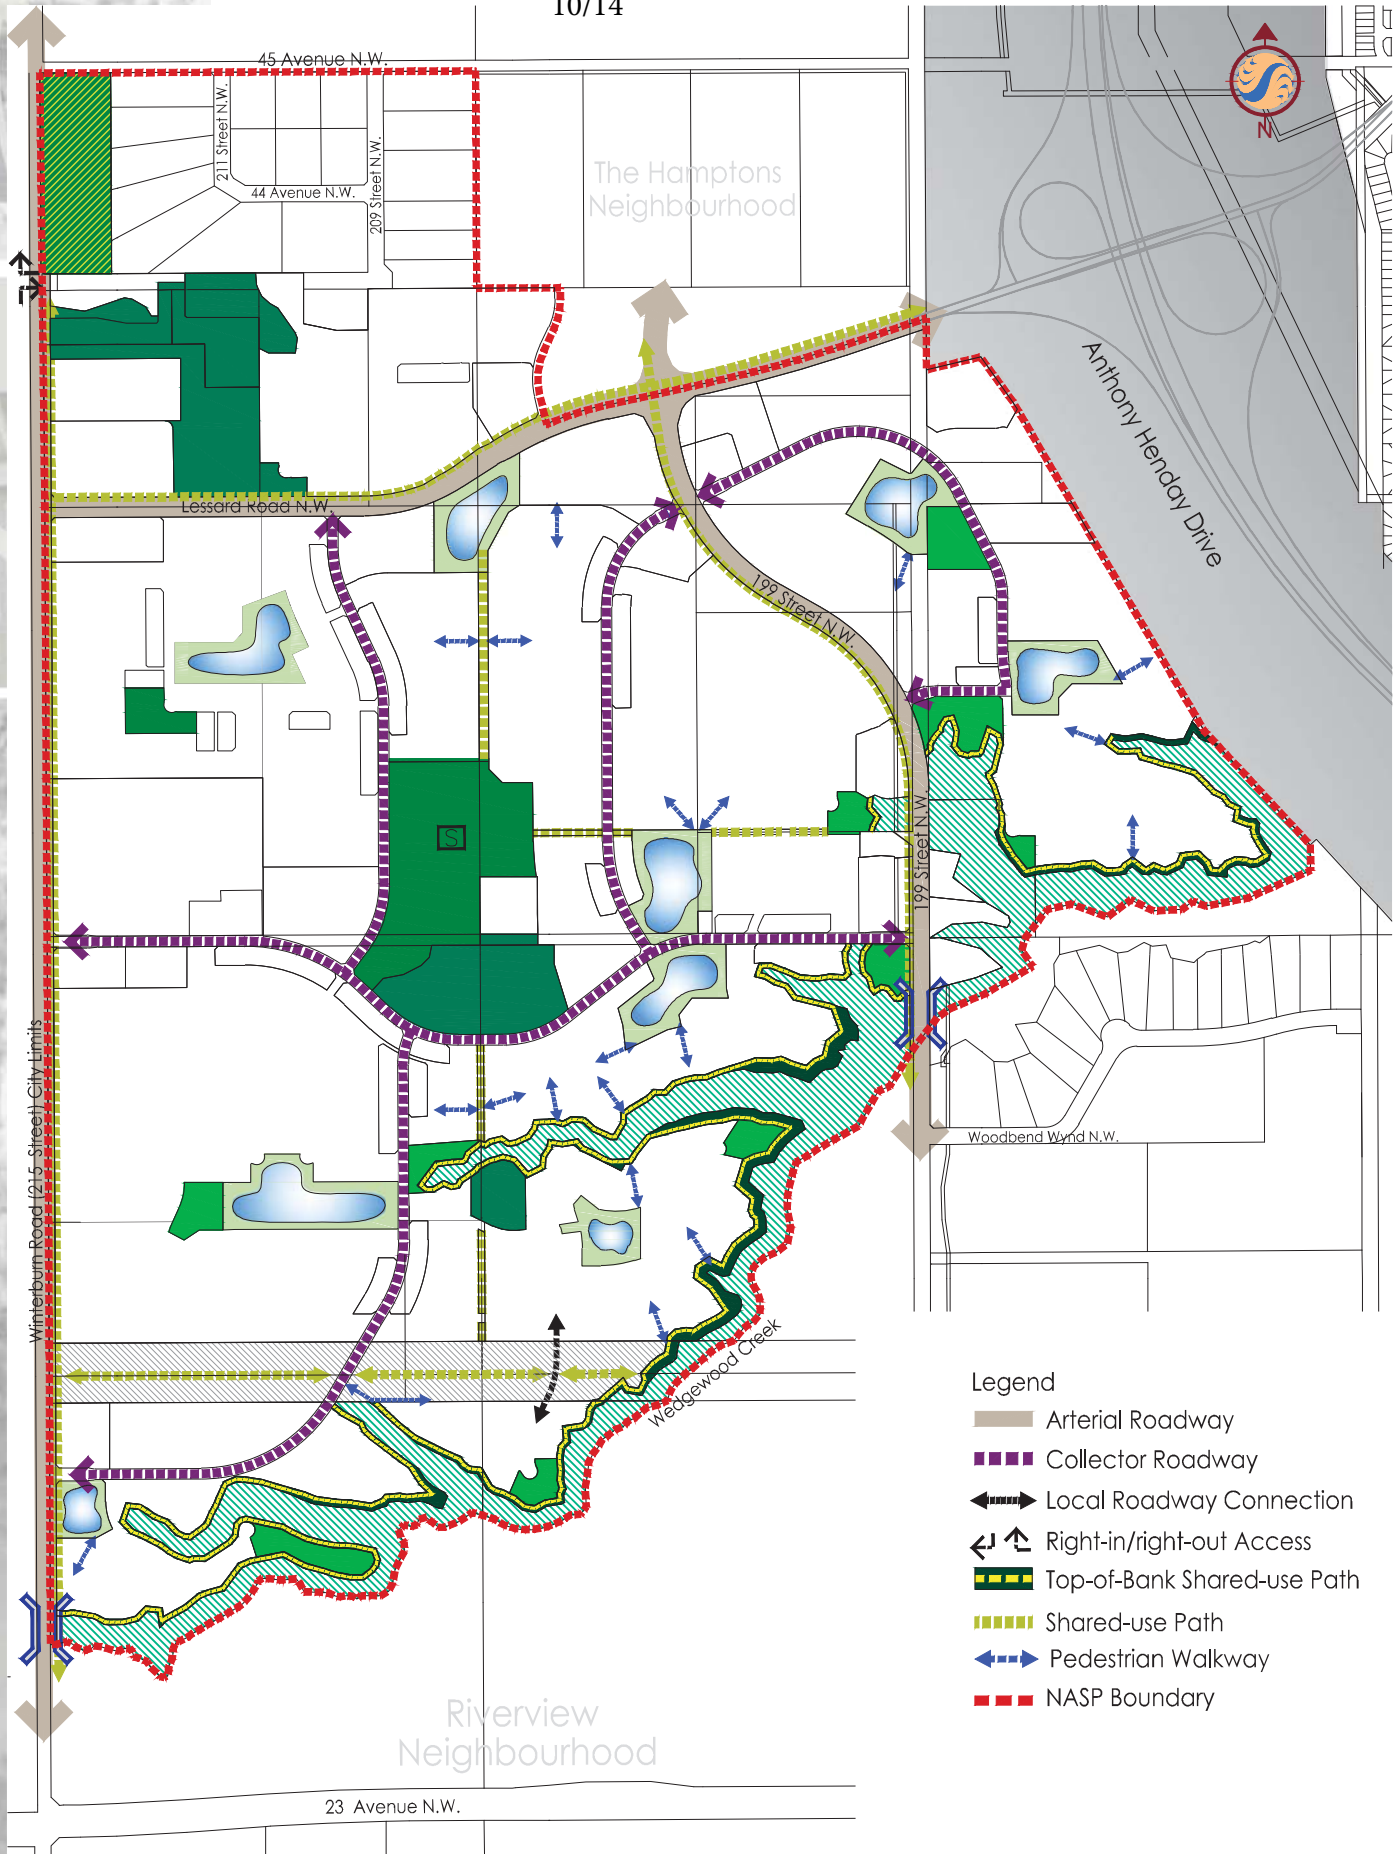 10/14
45 Avenue N.W.
211 Street N.W.
44 Avenue N.W.
209 Street N.W.
The Hamptons
Neighbourhood
N
Anthony Henday Drive
Lessard Road N.W.
199 Street N.W.
S
199 Street N.W.
Winterburn Road (215 Street) City Limits
Woodbend Wynd N.W.
Wedgewood Creek
Legend
Arterial Roadway
Collector Roadway
Local Roadway Connection
Right-in/right-out Access
Top-of-Bank Shared-use Path
Shared-use Path
Pedestrian Walkway
NASP Boundary
Riverview
Neighbourhood
23 Avenue N.W.